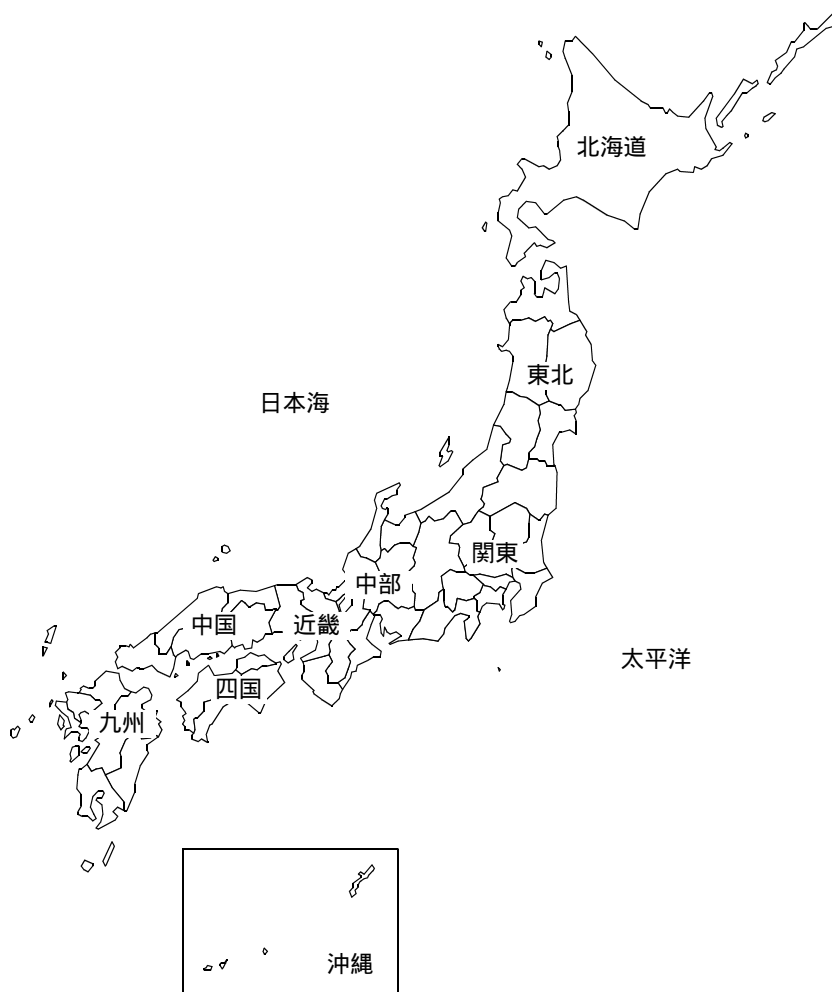 北海道
東北
日本海
関東
中部
中国
近畿
太平洋
四国
九州
沖縄